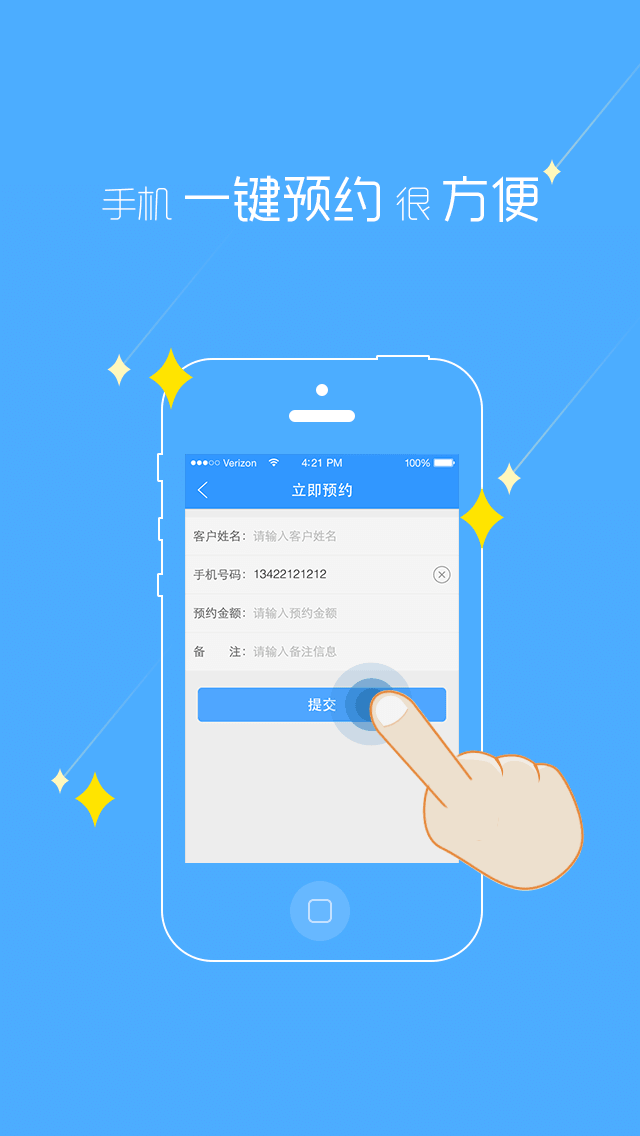 手机 一键预约 很 方便
Verizon 4:21 PM 100%
立即预约
客户姓名： 请输入客户姓名
手机号码： 13422121212
预约金额： 请输入预约金额
备 注： 请输入备注信息
提交